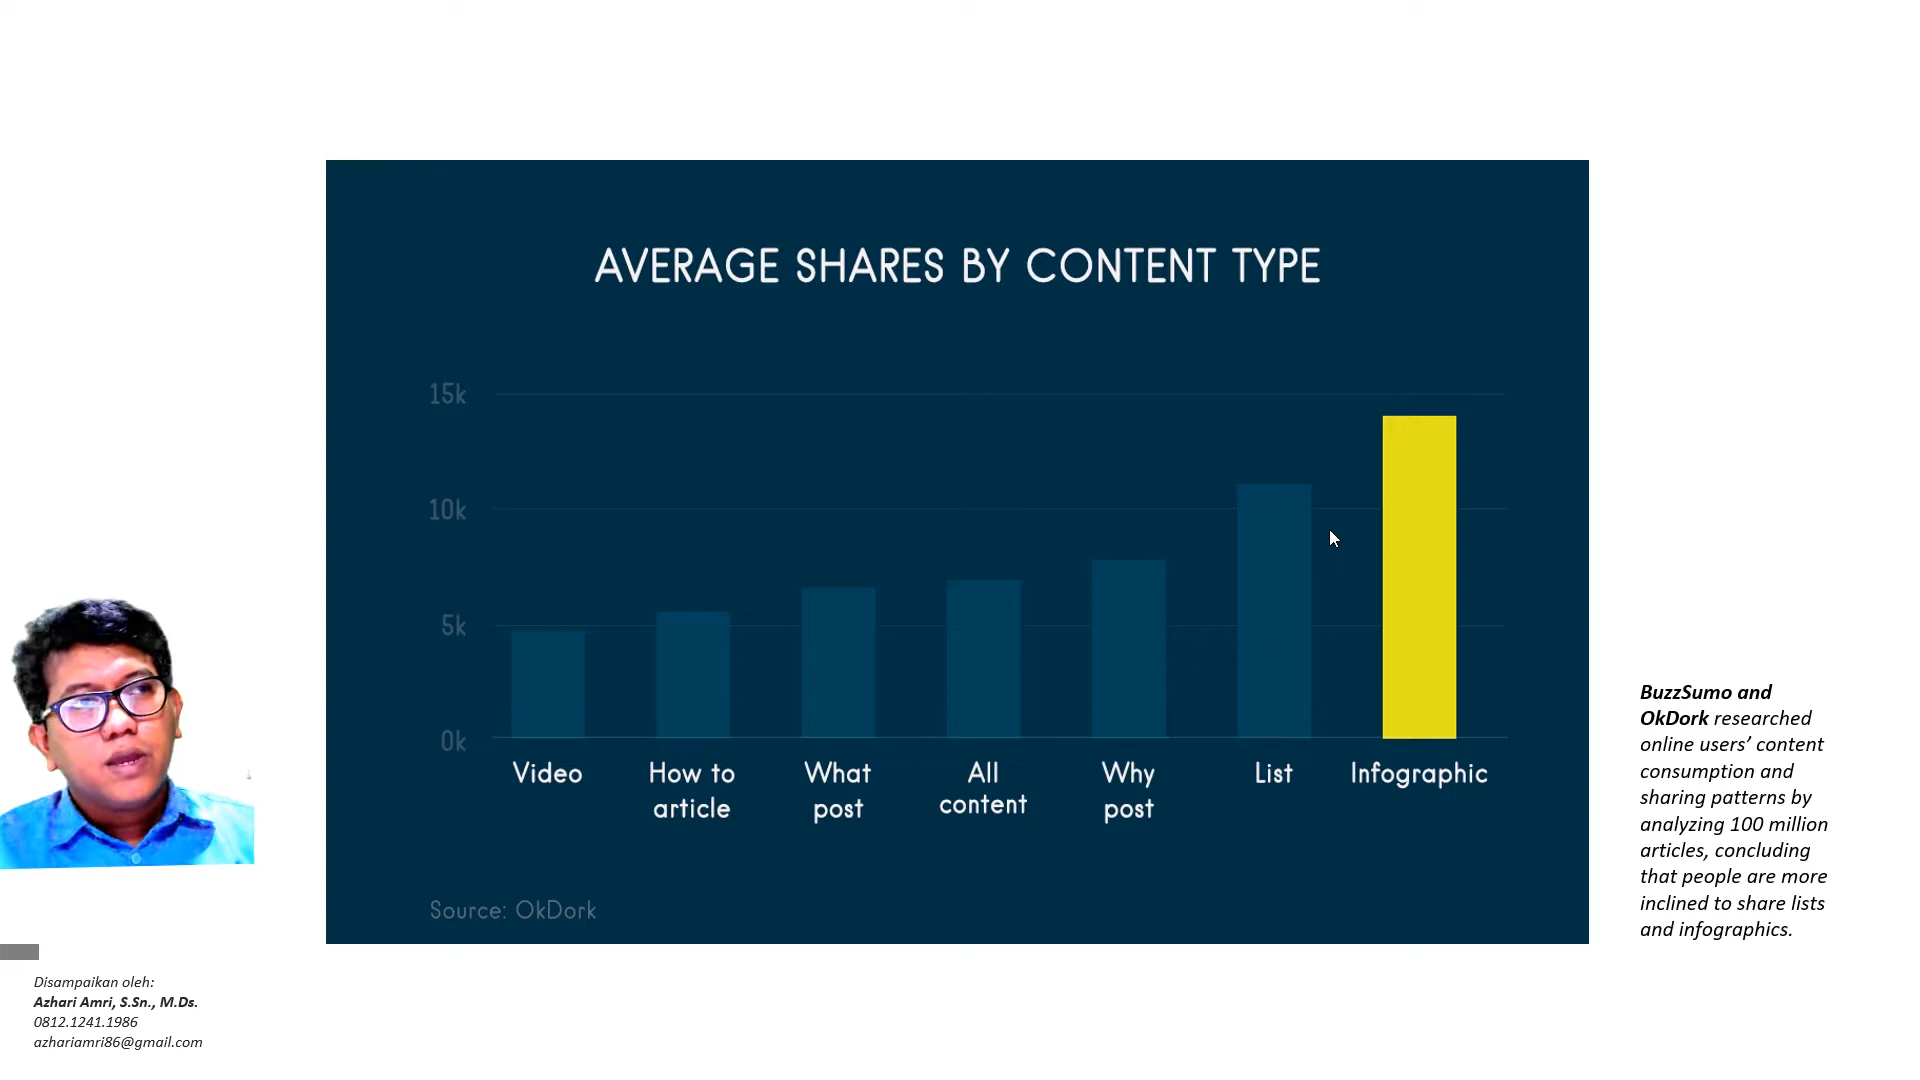 AVERAGE SHARES BY CONTENT TYPE
15k
10k
5k
0k
Video
How to
article
What
post
All
content
Why
post
List
Infographic
Source: OkDork
BuzzSumo and
OkDork researched
online users’ content
consumption and
sharing patterns by
analyzing 100 million
articles, concluding
that people are more
inclined to share lists
and infographics.
Disampaikan oleh:
Azhari Amri, S.Sn., M.Ds.
0812.1241.1986
azhariamri86@gmail.com